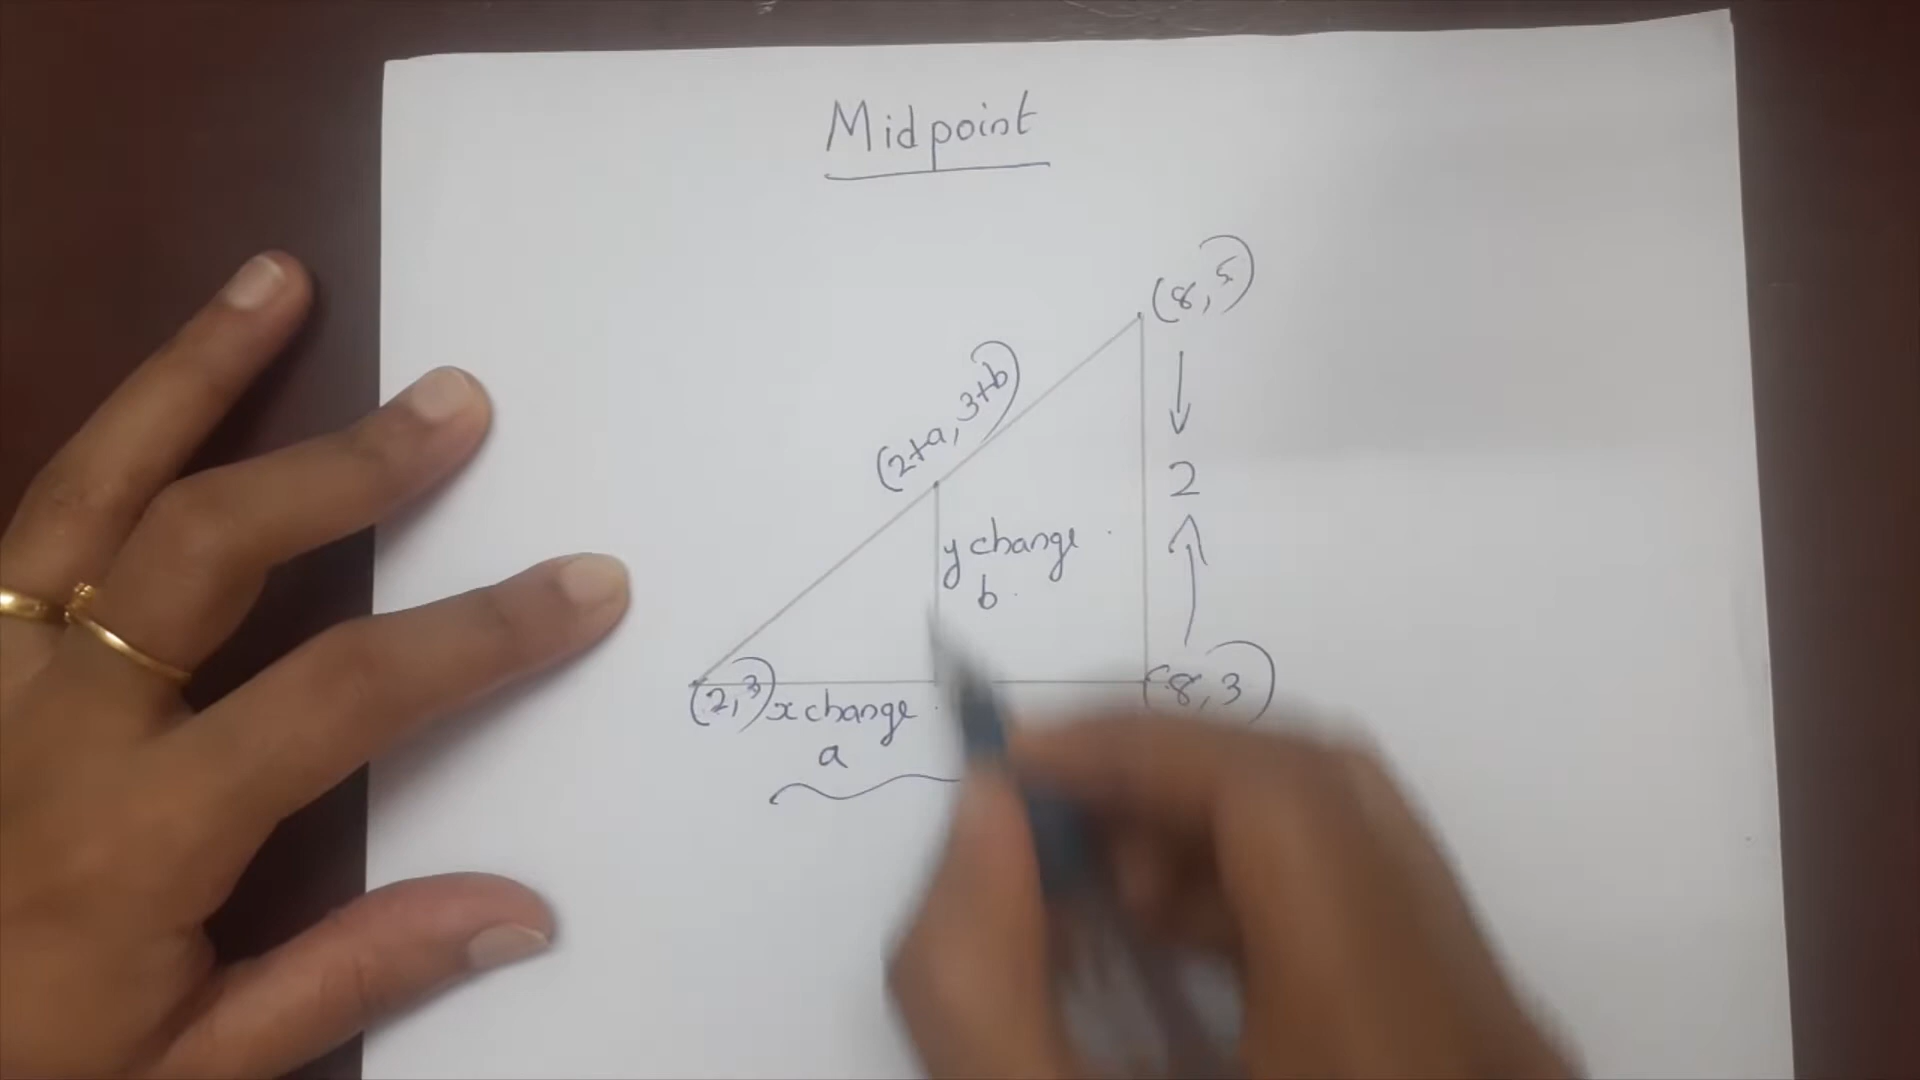 Midpoint
(8,5)
(2+a, 3+b)
2
y change
b
(2,3)
x change
a
(8,3)